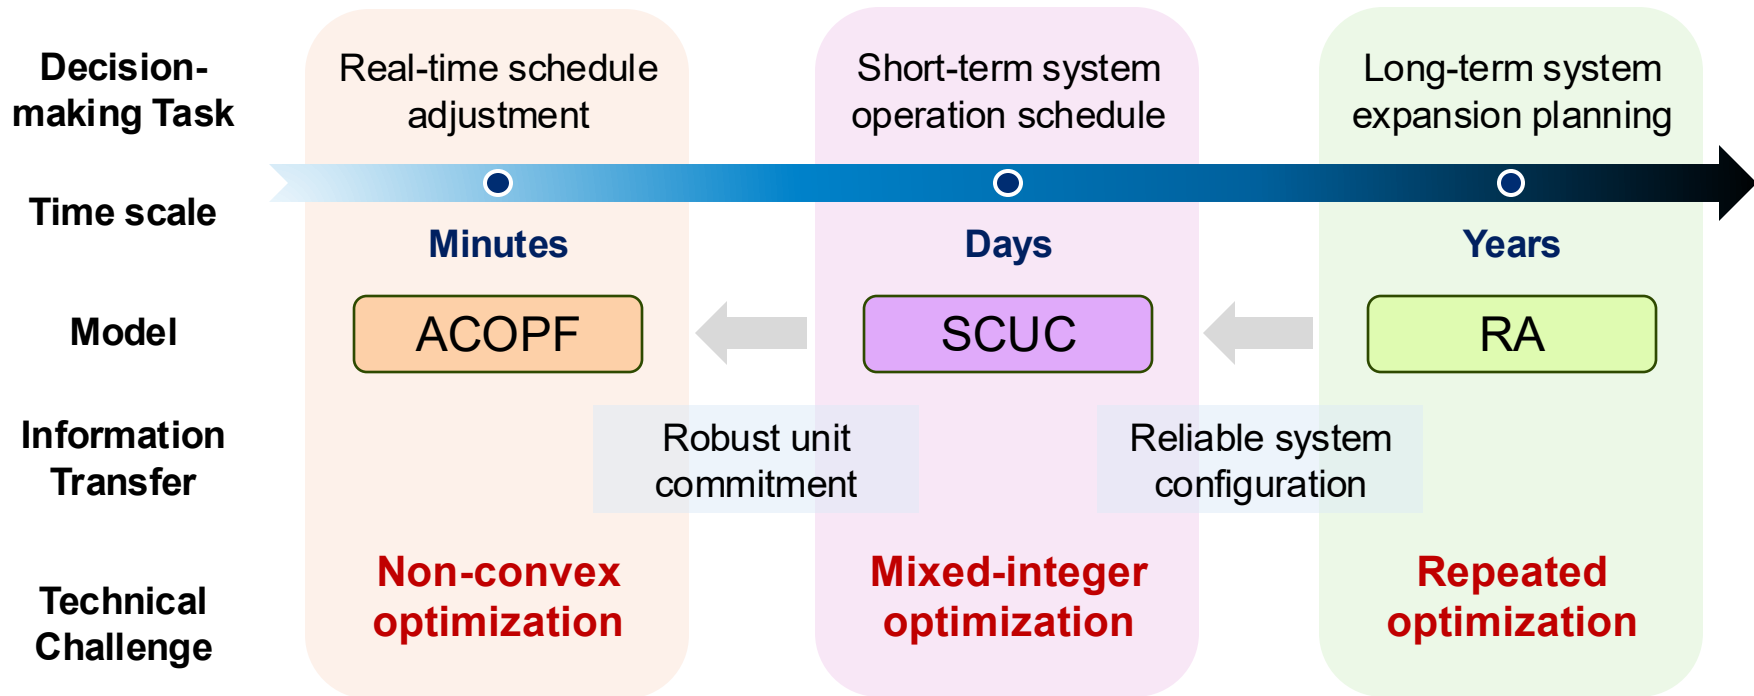 Decision-
making Task
Real-time schedule
adjustment
Short-term system
operation schedule
Long-term system
expansion planning
Time scale
Minutes
Days
Years
Model
ACOPF
SCUC
RA
Information
Transfer
Robust unit
commitment
Reliable system
configuration
Technical
Challenge
Non-convex
optimization
Mixed-integer
optimization
Repeated
optimization